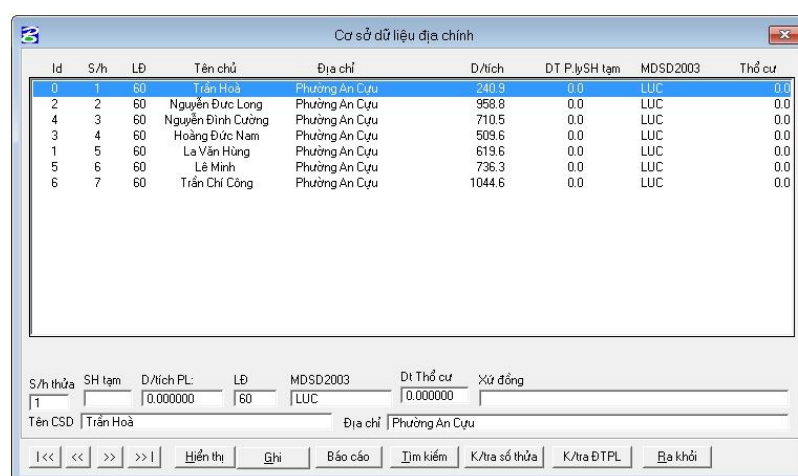 Cơ sở dữ liệu địa chính
Id S/h LĐ Tên chủ Địa chỉ D/tích DT P.lySH tạm MDSD2003 Thổ cư
0 1 60 Trần Hoà Phường An Cựu 240.9 0.0 LUC 0.0
2 2 60 Nguyễn Đưc Long Phường An Cựu 958.8 0.0 LUC 0.0
4 3 60 Nguyễn Đình Cường Phường An Cựu 710.5 0.0 LUC 0.0
3 4 60 Hoàng Đức Nam Phường An Cựu 509.6 0.0 LUC 0.0
1 5 60 La Văn Hùng Phường An Cựu 619.6 0.0 LUC 0.0
5 6 60 Lê Minh Phường An Cựu 736.3 0.0 LUC 0.0
6 7 60 Trần Chí Công Phường An Cựu 1044.6 0.0 LUC 0.0
S/h thửa SH tạm D/tích PL: LĐ MDSD2003 Dt Thổ cư Xứ đồng
1 0.000000 60 LUC 0.000000
Tên CSD Trần Hoà Địa chỉ Phường An Cựu
I<< << >> >>I Hiển thị Ghi Báo cáo Tìm kiếm K/tra số thửa K/tra ĐTPL Ra khỏi